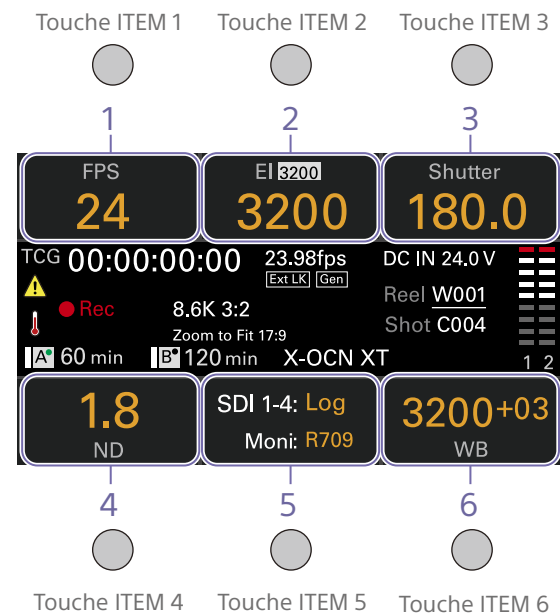 Touche ITEM 1 Touche ITEM 2 Touche ITEM 3
1 2 3
FPS EI 3200 Shutter
24 3200 180.0
TCG 00:00:00:00 23.98fps DC IN 24.0 V
Ext LK Gen
Reel W001
Rec 8.6K 3:2
Shot C004
Zoom to Fit 17:9
A 60 min B 120 min X-OCN XT 1 2
1.8 SDI 1-4: Log 3200+03
ND Moni: R709 WB
4 5 6
Touche ITEM 4 Touche ITEM 5 Touche ITEM 6